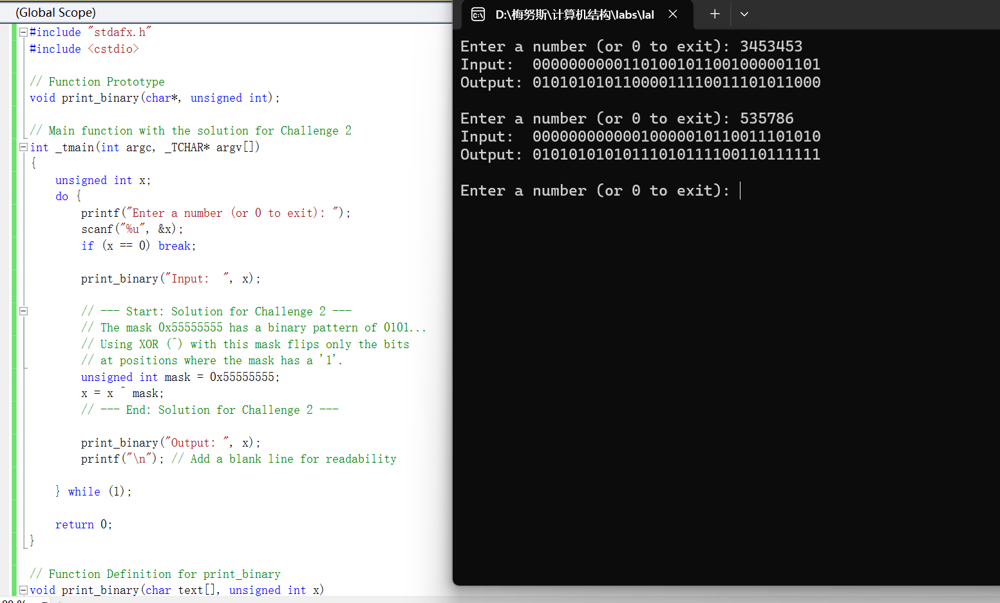 (Global Scope)
#include "stdafx.h"
#include <cstdio>
// Function Prototype
void print_binary(char*, unsigned int);
// Main function with the solution for Challenge 2
int _tmain(int argc, _TCHAR* argv[])
{
unsigned int x;
do {
printf("Enter a number (or 0 to exit): ");
scanf("%u", &x);
if (x == 0) break;
print_binary("Input:  ", x);
// --- Start: Solution for Challenge 2 ---
// The mask 0x55555555 has a binary pattern of 0101...
// Using XOR (^) with this mask flips only the bits
// at positions where the mask has a '1'.
unsigned int mask = 0x55555555;
x = x ^ mask;
// --- End: Solution for Challenge 2 ---
print_binary("Output: ", x);
printf("\n"); // Add a blank line for readability
} while (1);
return 0;
}
// Function Definition for print_binary
void print_binary(char text[], unsigned int x)
D:\梅努斯\计算机结构\labs\lal
Enter a number (or 0 to exit): 3453453
Input:  00000000001101001011001000001101
Output: 01010101011000011111001110101 1000
Enter a number (or 0 to exit): 535786
Input:  00000000000010000010110011101010
Output: 01010101010111010111100110111111
Enter a number (or 0 to exit):